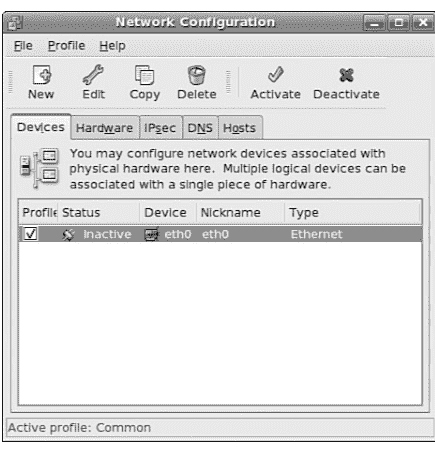 Network Configuration
File Profile Help
New Edit Copy Delete Activate Deactivate
Devices Hardware IPsec DNS Hosts
You may configure network devices associated with
physical hardware here. Multiple logical devices can be
associated with a single piece of hardware.
Profile Status Device Nickname Type
Inactive eth0 eth0 Ethernet
Active profile: Common